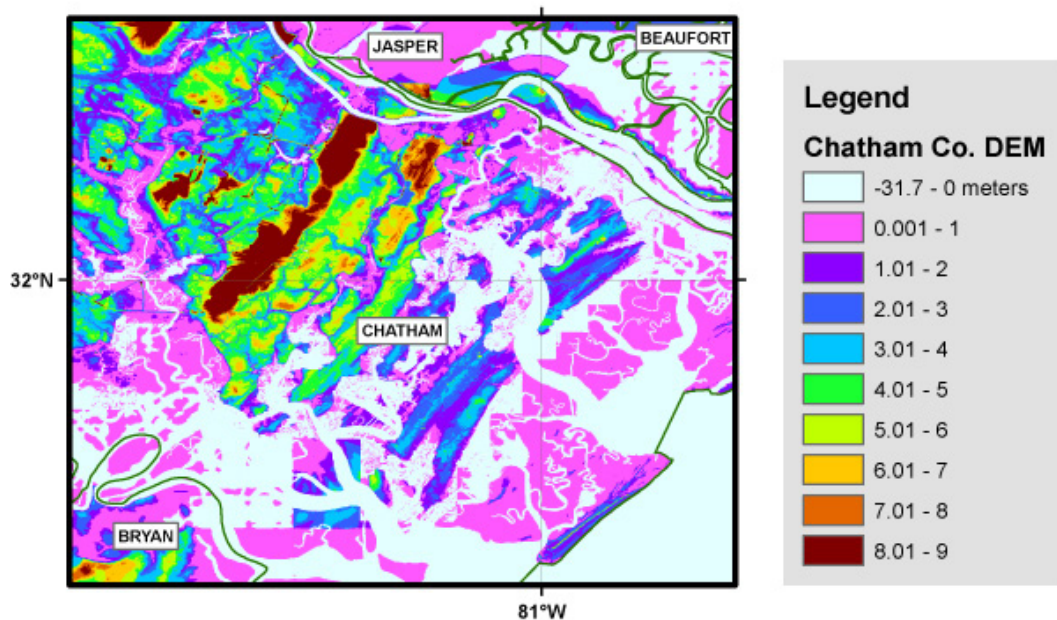 JASPER
BEAUFORT
32°N
CHATHAM
BRYAN
81°W
Legend
Chatham Co. DEM
-31.7 - 0 meters
0.001 - 1
1.01 - 2
2.01 - 3
3.01 - 4
4.01 - 5
5.01 - 6
6.01 - 7
7.01 - 8
8.01 - 9